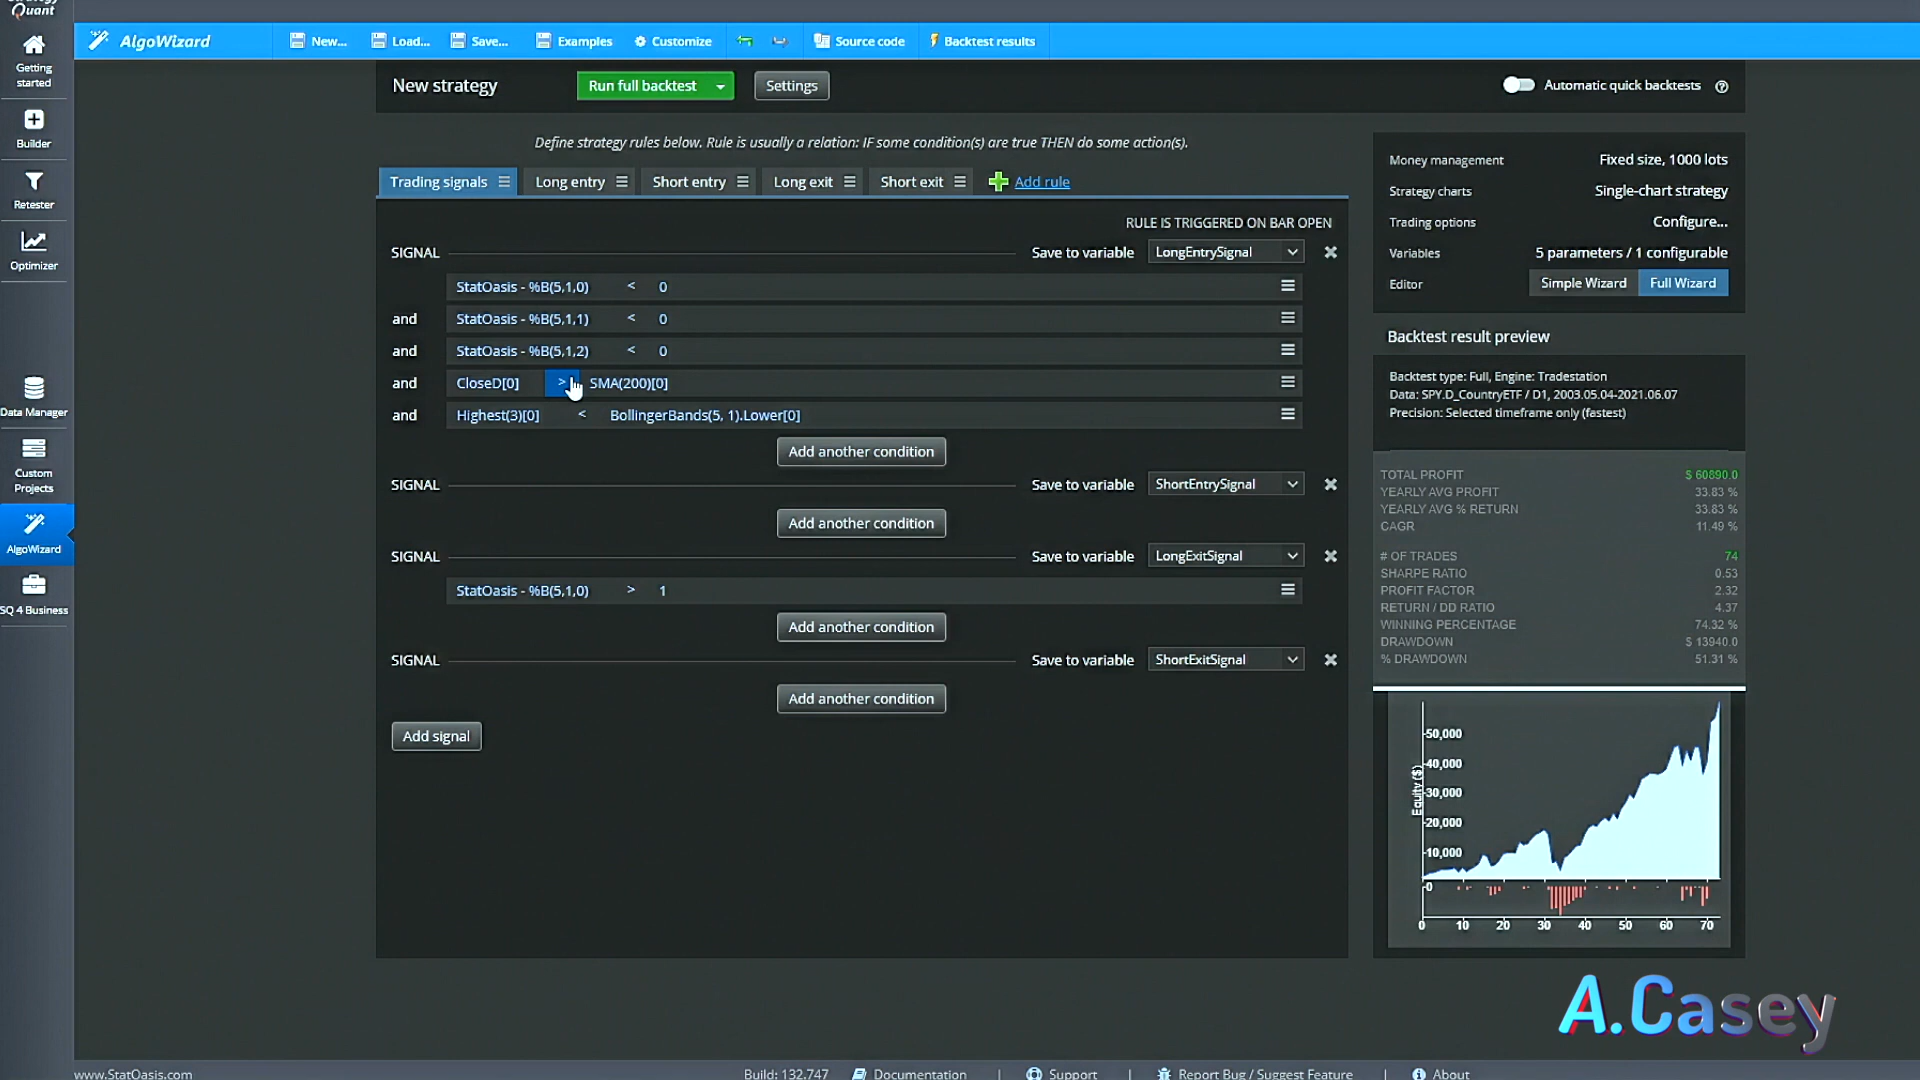 Quant
AlgoWizard
New...
Load...
Save...
Examples
Customize
Source code
Backtest results
Getting
started
Builder
Retester
Optimizer
Data Manager
Custom
Projects
AlgoWizard
SQ 4 Business
New strategy
Run full backtest
Settings
Automatic quick backtests
Define strategy rules below. Rule is usually a relation: IF some condition(s) are true THEN do some action(s).
Trading signals
Long entry
Short entry
Long exit
Short exit
Add rule
RULE IS TRIGGERED ON BAR OPEN
SIGNAL
Save to variable
LongEntrySignal
StatOasis - %B(5,1,0) < 0
and StatOasis - %B(5,1,1) < 0
and StatOasis - %B(5,1,2) < 0
and CloseD[0] > SMA(200)[0]
and Highest(3)[0] < BollingerBands(5, 1).Lower[0]
Add another condition
SIGNAL
Save to variable
ShortEntrySignal
Add another condition
SIGNAL
Save to variable
LongExitSignal
StatOasis - %B(5,1,0) > 1
Add another condition
SIGNAL
Save to variable
ShortExitSignal
Add another condition
Add signal
Money management Fixed size, 1000 lots
Strategy charts Single-chart strategy
Trading options Configure...
Variables 5 parameters / 1 configurable
Editor Simple Wizard Full Wizard
Backtest result preview
Backtest type: Full, Engine: Tradestation
Data: SPY.D_CountryETF / D1, 2003.05.04-2021.06.07
Precision: Selected timeframe only (fastest)
TOTAL PROFIT $ 60890.0
YEARLY AVG PROFIT 33.83 %
YEARLY AVG % RETURN 33.83 %
CAGR 11.49 %
# OF TRADES 74
SHARPE RATIO 0.53
PROFIT FACTOR 2.32
RETURN / DD RATIO 4.37
WINNING PERCENTAGE 74.32 %
DRAWDOWN $ 13940.0
% DRAWDOWN 51.31 %
Equity ($)
50,000
40,000
30,000
20,000
10,000
0
0 10 20 30 40 50 60 70
A.Casey
www.StatOasis.com
Build: 132.747
Documentation
Support
Report Bug / Suggest Feature
About